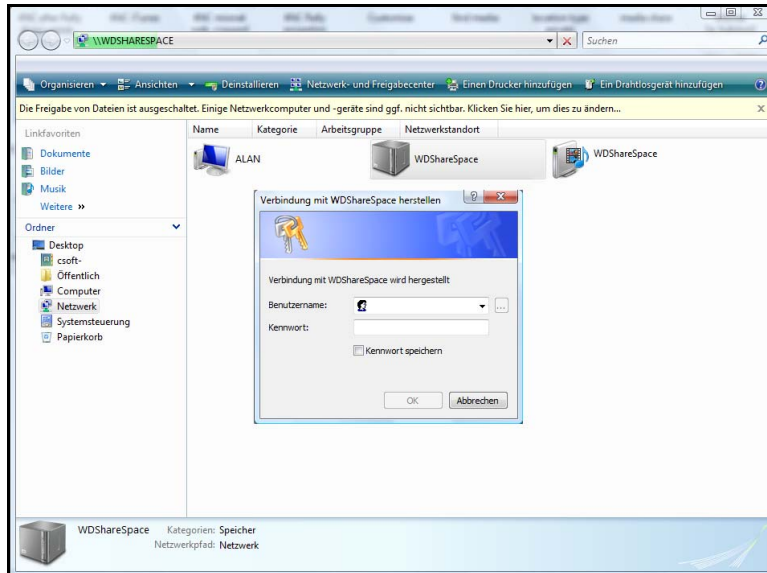 \\WDSHARESPACE
Suchen
Organisieren Ansichten Deinstallieren Netzwerk- und Freigabecenter Einen Drucker hinzufügen Ein Drahtlosgerät hinzufügen
Die Freigabe von Dateien ist ausgeschaltet. Einige Netzwerkcomputer und -geräte sind ggf. nicht sichtbar. Klicken Sie hier, um dies zu ändern...
Linkfavoriten
Dokumente
Bilder
Musik
Weitere »
Ordner
Desktop
csoft-
Öffentlich
Computer
Netzwerk
Systemsteuerung
Papierkorb
Name Kategorie Arbeitsgruppe Netzwerkstandort
ALAN WDShareSpace WDShareSpace
Verbindung mit WDShareSpace herstellen
Verbindung mit WDShareSpace wird hergestellt
Benutzername:
Kennwort:
Kennwort speichern
OK Abbrechen
WDShareSpace Kategorien: Speicher
Netzwerkpfad: Netzwerk